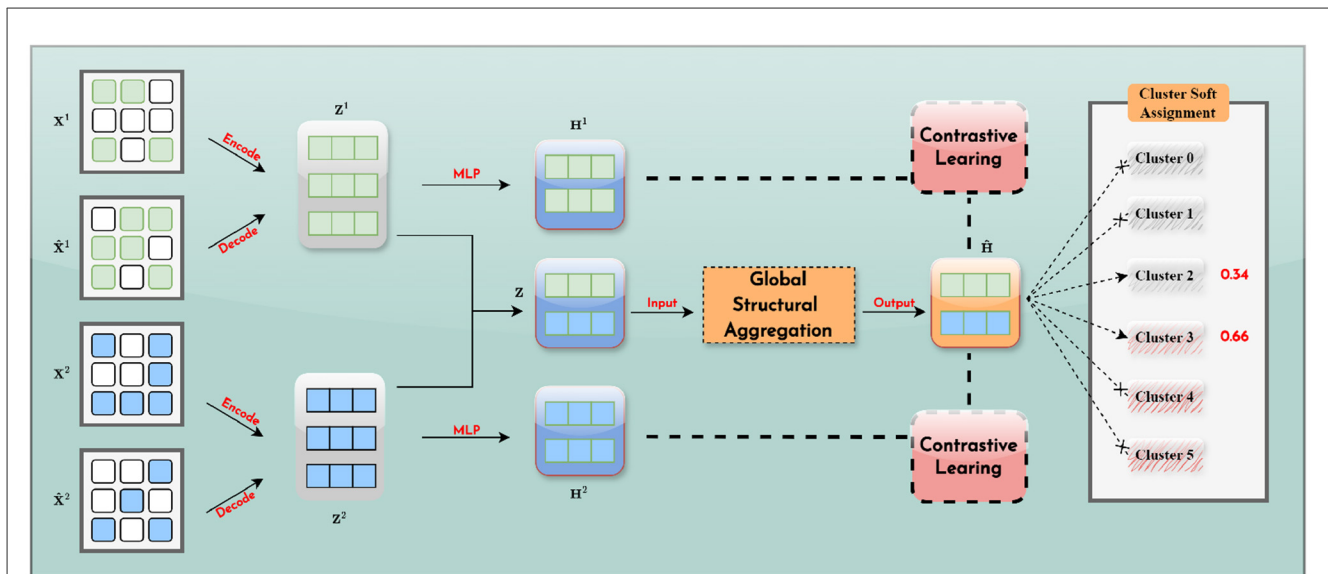 X¹
Encode
X̂¹
Decode
Z¹
MLP
H¹
Contrastive
Learing
X²
Encode
X̂²
Decode
Z²
MLP
H²
Contrastive
Learing
Z
Input
Global
Structural
Aggregation
Output
Ĥ
Cluster Soft
Assignment
Cluster 0
Cluster 1
Cluster 2 0.34
Cluster 3 0.66
Cluster 4
Cluster 5